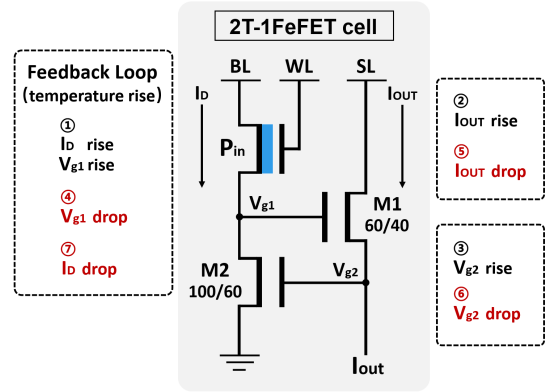 2T-1FeFET cell
Feedback Loop
(temperature rise)
①
ID rise
Vg1 rise
④
Vg1 drop
⑦
ID drop
BL WL SL
ID
IOUT
Pin
Vg1
M1
60/40
M2
100/60
Vg2
Iout
②
IOUT rise
⑤
IOUT drop
③
Vg2 rise
⑥
Vg2 drop